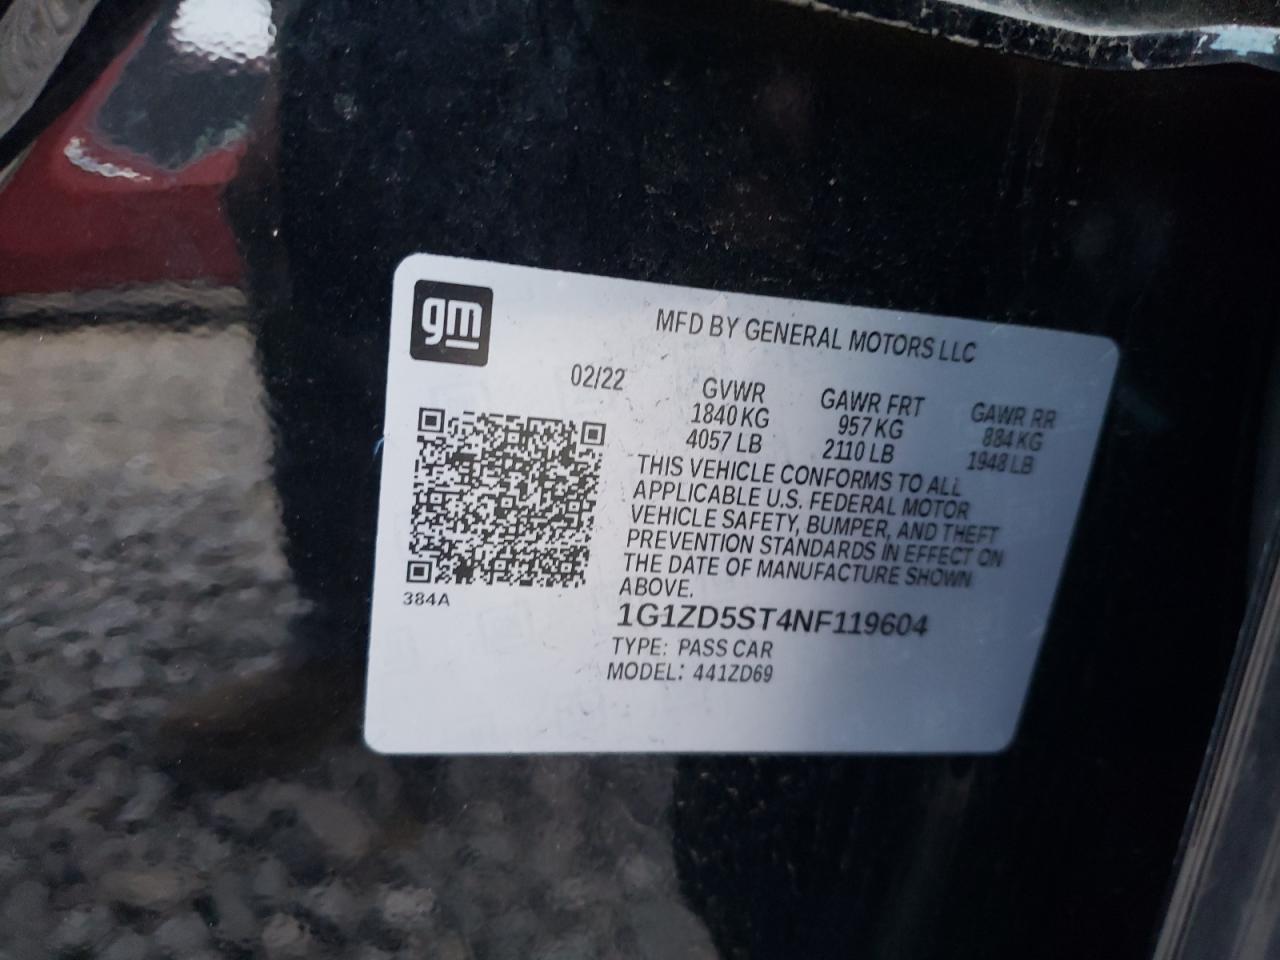 gm
MFD BY GENERAL MOTORS LLC
02/22 GVWR GAWR FRT GAWR RR
1840 KG 957 KG 884 KG
4057 LB 2110 LB 1948 LB
THIS VEHICLE CONFORMS TO ALL
APPLICABLE U.S. FEDERAL MOTOR
VEHICLE SAFETY, BUMPER, AND THEFT
PREVENTION STANDARDS IN EFFECT ON
THE DATE OF MANUFACTURE SHOWN
ABOVE.
384A
1G1ZD5ST4NF119604
TYPE: PASS CAR
MODEL: 441ZD69